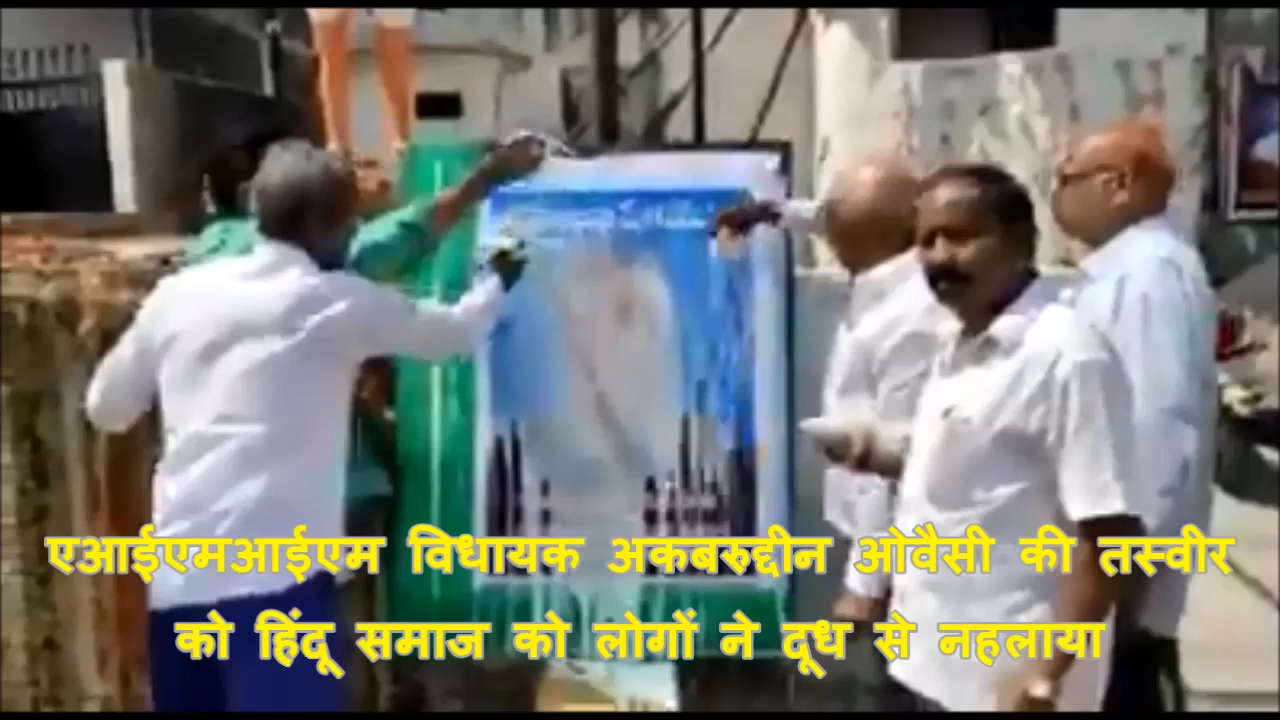 एआईएमआईएम विधायक अकबरुद्दीन ओवैसी की तस्वीर
को हिंदू समाज को लोगों ने दूध से नहलाया